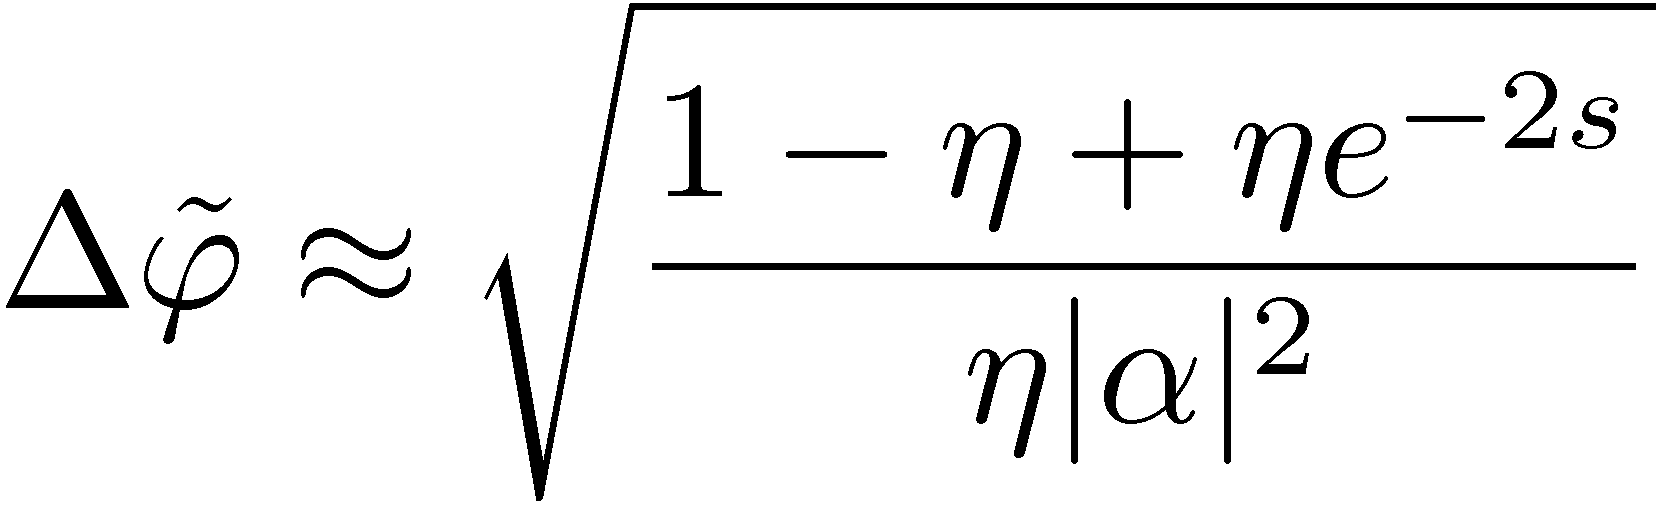 Δφ̃ ≈ √((1 − η + ηe^{−2s}) / (η|α|^2))